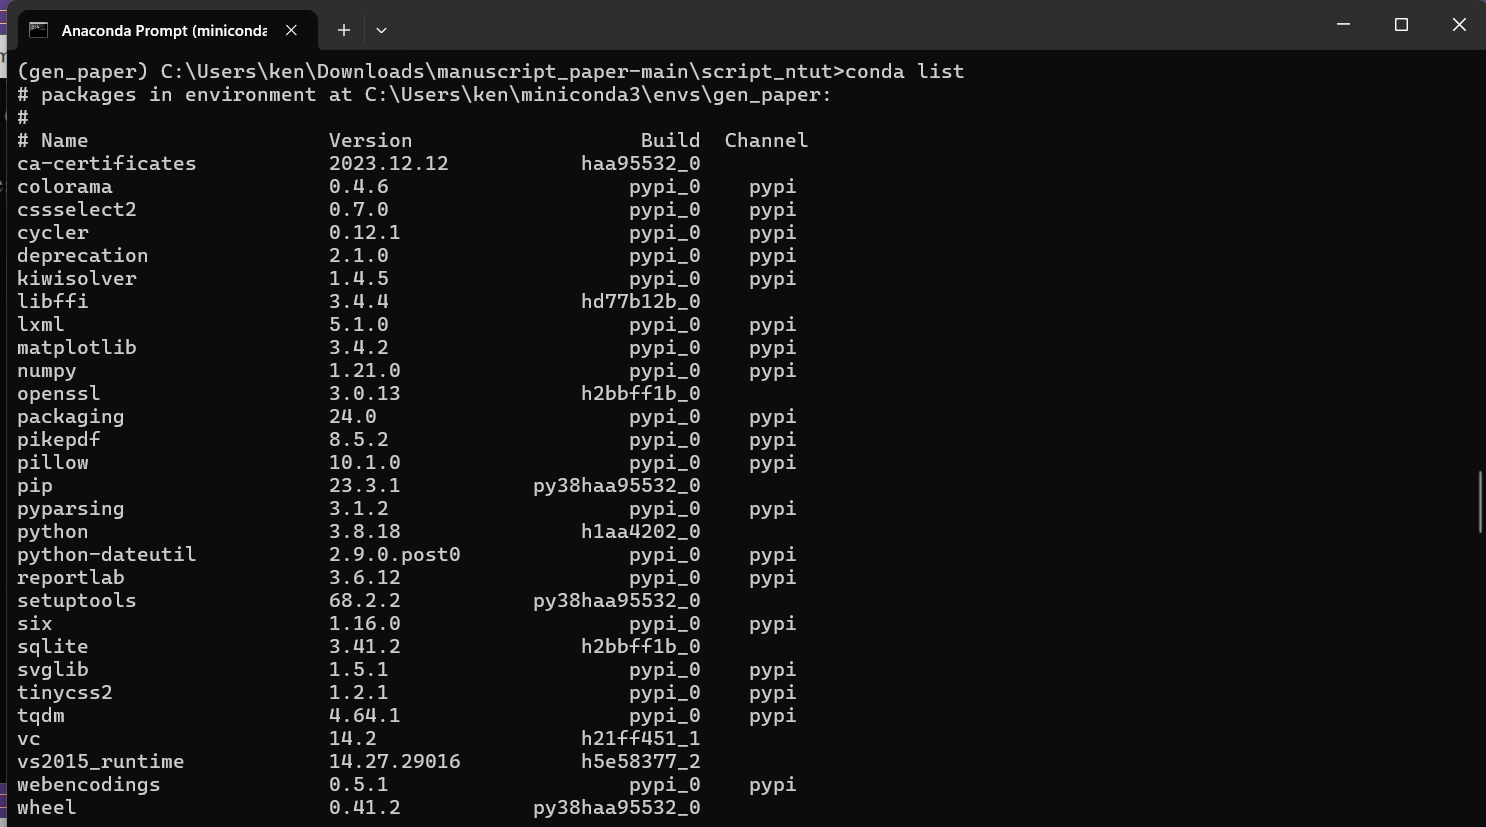 Anaconda Prompt (miniconda
(gen_paper) C:\Users\ken\Downloads\manuscript_paper-main\script_ntut>conda list
# packages in environment at C:\Users\ken\miniconda3\envs\gen_paper:
#
# Name                    Version                   Build  Channel
ca-certificates           2023.12.12           haa95532_0
colorama                  0.4.6                    pypi_0    pypi
cssselect2                0.7.0                    pypi_0    pypi
cycler                    0.12.1                   pypi_0    pypi
deprecation               2.1.0                    pypi_0    pypi
kiwisolver                1.4.5                    pypi_0    pypi
libffi                    3.4.4                hd77b12b_0
lxml                      5.1.0                    pypi_0    pypi
matplotlib                3.4.2                    pypi_0    pypi
numpy                     1.21.0                   pypi_0    pypi
openssl                   3.0.13               h2bbff1b_0
packaging                 24.0                     pypi_0    pypi
pikepdf                   8.5.2                    pypi_0    pypi
pillow                    10.1.0                   pypi_0    pypi
pip                       23.3.1           py38haa95532_0
pyparsing                 3.1.2                    pypi_0    pypi
python                    3.8.18               h1aa4202_0
python-dateutil           2.9.0.post0              pypi_0    pypi
reportlab                 3.6.12                   pypi_0    pypi
setuptools                68.2.2           py38haa95532_0
six                       1.16.0                   pypi_0    pypi
sqlite                    3.41.2               h2bbff1b_0
svglib                    1.5.1                    pypi_0    pypi
tinycss2                  1.2.1                    pypi_0    pypi
tqdm                      4.64.1                   pypi_0    pypi
vc                        14.2                 h21ff451_1
vs2015_runtime            14.27.29016          h5e58377_2
webencodings              0.5.1                    pypi_0    pypi
wheel                     0.41.2           py38haa95532_0